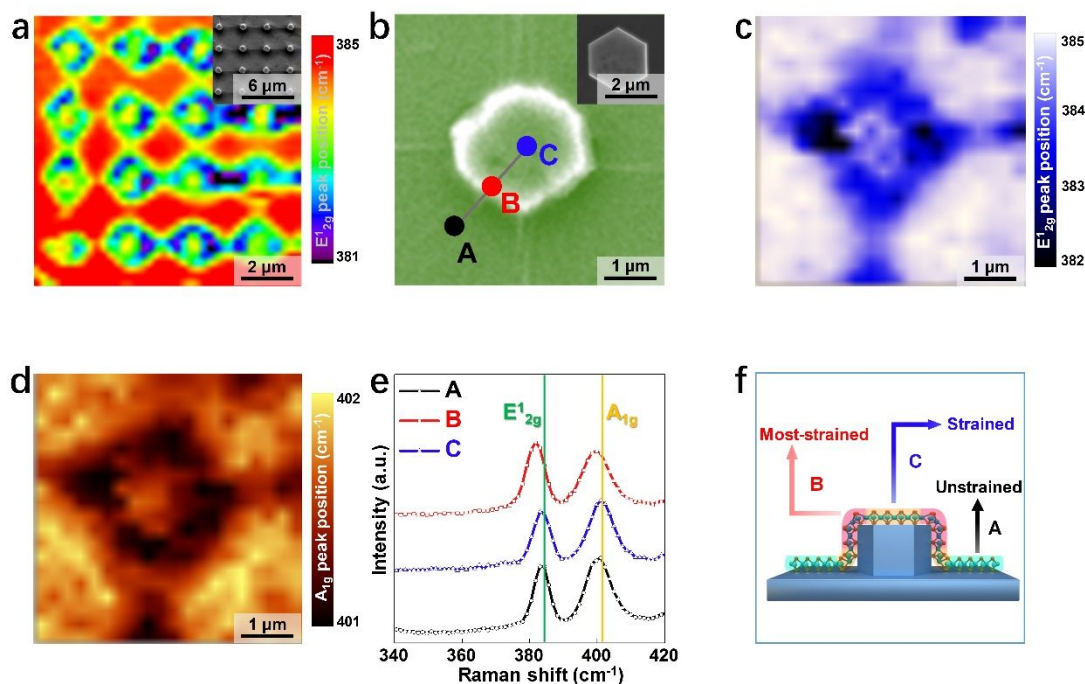 a
385
E¹2g peak position (cm⁻¹)
381
6 μm
2 μm
b
2 μm
C
B
A
1 μm
c
385
384
383
382
E¹2g peak position (cm⁻¹)
1 μm
d
402
A1g peak position (cm⁻¹)
401
1 μm
e
A
B
C
E¹2g
A1g
Intensity (a.u.)
340 360 380 400 420
Raman shift (cm⁻¹)
f
Most-strained
Strained
C
B
Unstrained
A